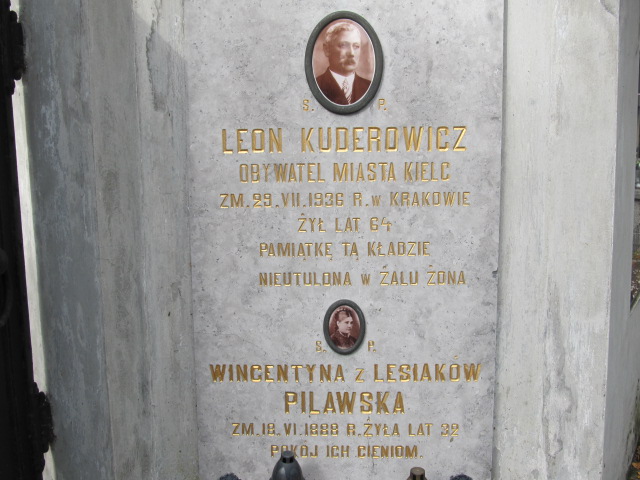 Ś. P.
LEON KUDEROWICZ
OBYWATEL MIASTA KIELC
ZM. 29. VII. 1936 R. w KRAKOWIE
ŻYŁ LAT 64
PAMIĄTKĘ TĄ KŁADZIE
NIEUTULONA w ŻALU ŻONA
Ś. P.
WINCENTYNA z LESIAKÓW
PIŁAWSKA
ZM. 18. VI. 1888 R. ŻYŁA LAT 32
POKÓJ ICH CIENIOM.